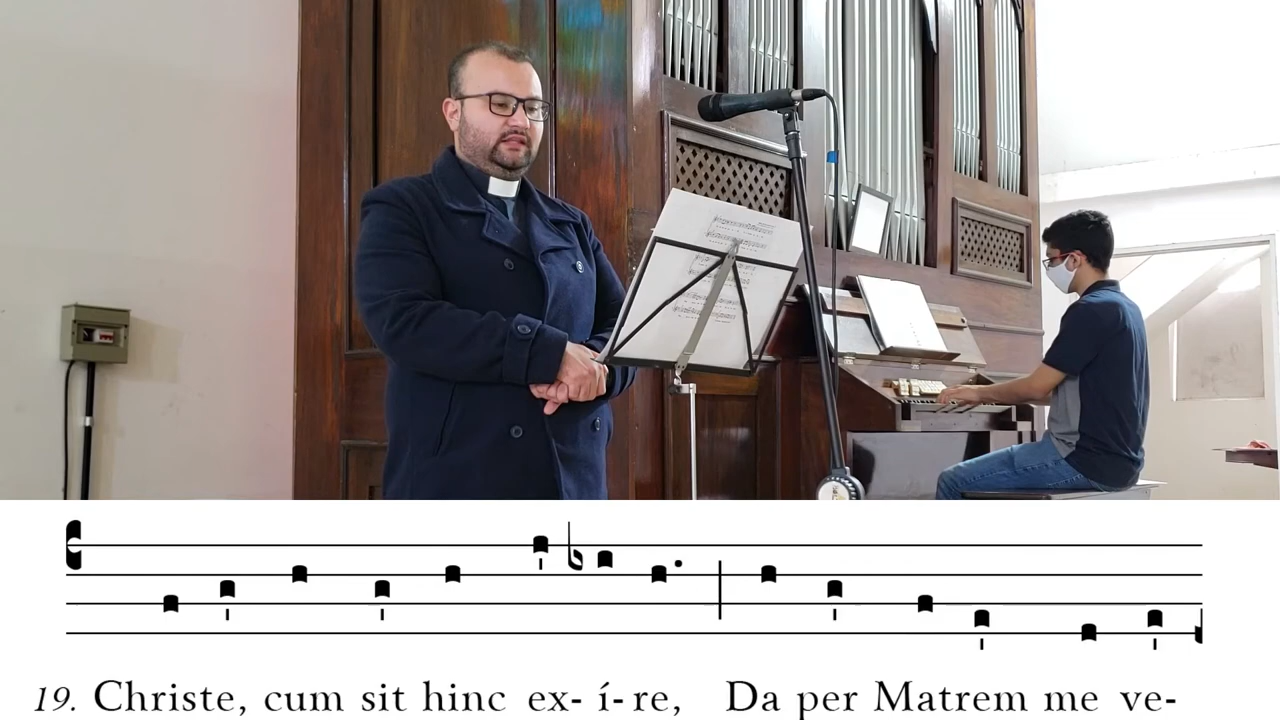 19. Christe, cum sit hinc ex- í- re, Da per Matrem me ve-